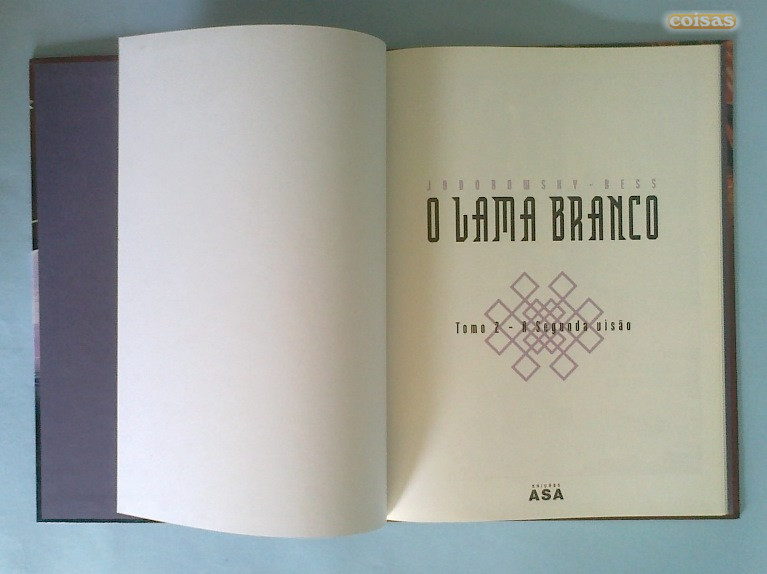 coisas
JODOROWSKY-BESS
O LAMA BRANCO
Tomo 2 - A Segunda visão
EDIÇÕES
ASA